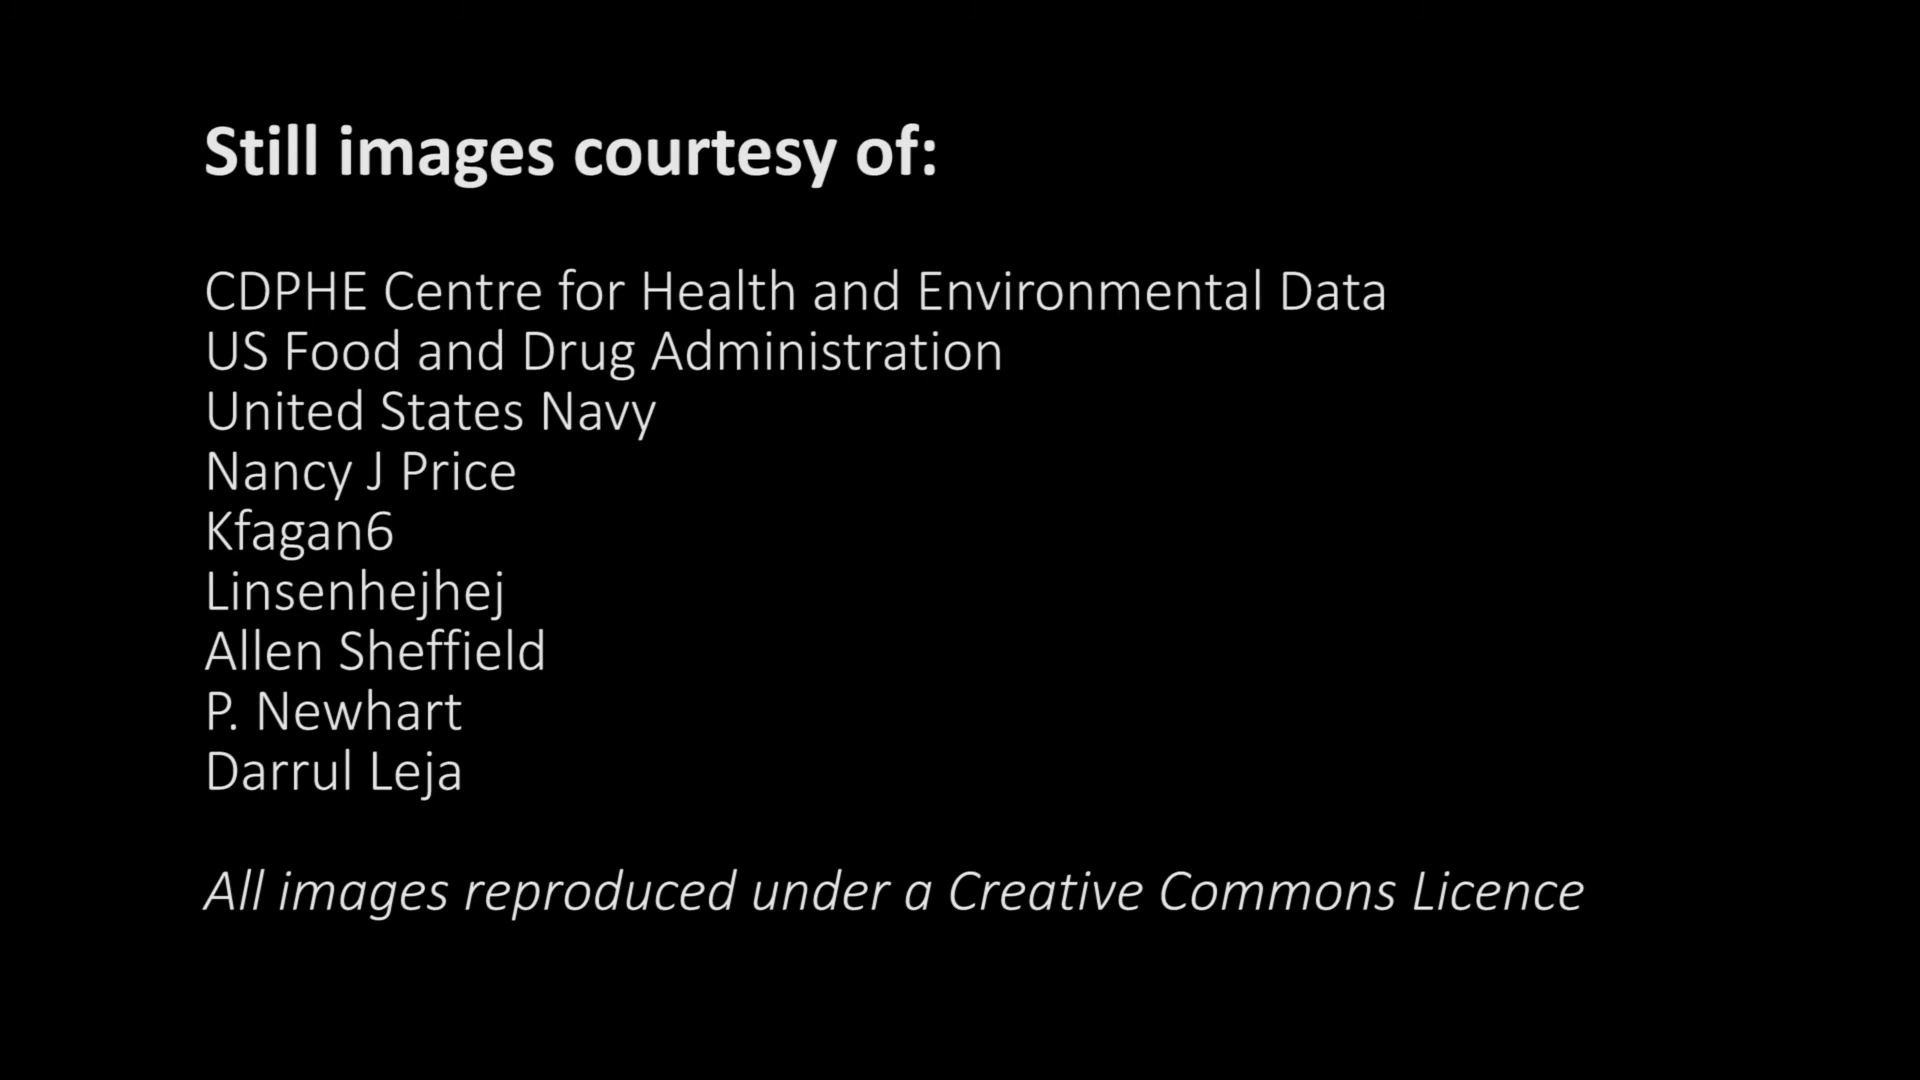 Still images courtesy of:
CDPHE Centre for Health and Environmental Data
US Food and Drug Administration
United States Navy
Nancy J Price
Kfagan6
Linsenhejhej
Allen Sheffield
P. Newhart
Darrul Leja
All images reproduced under a Creative Commons Licence